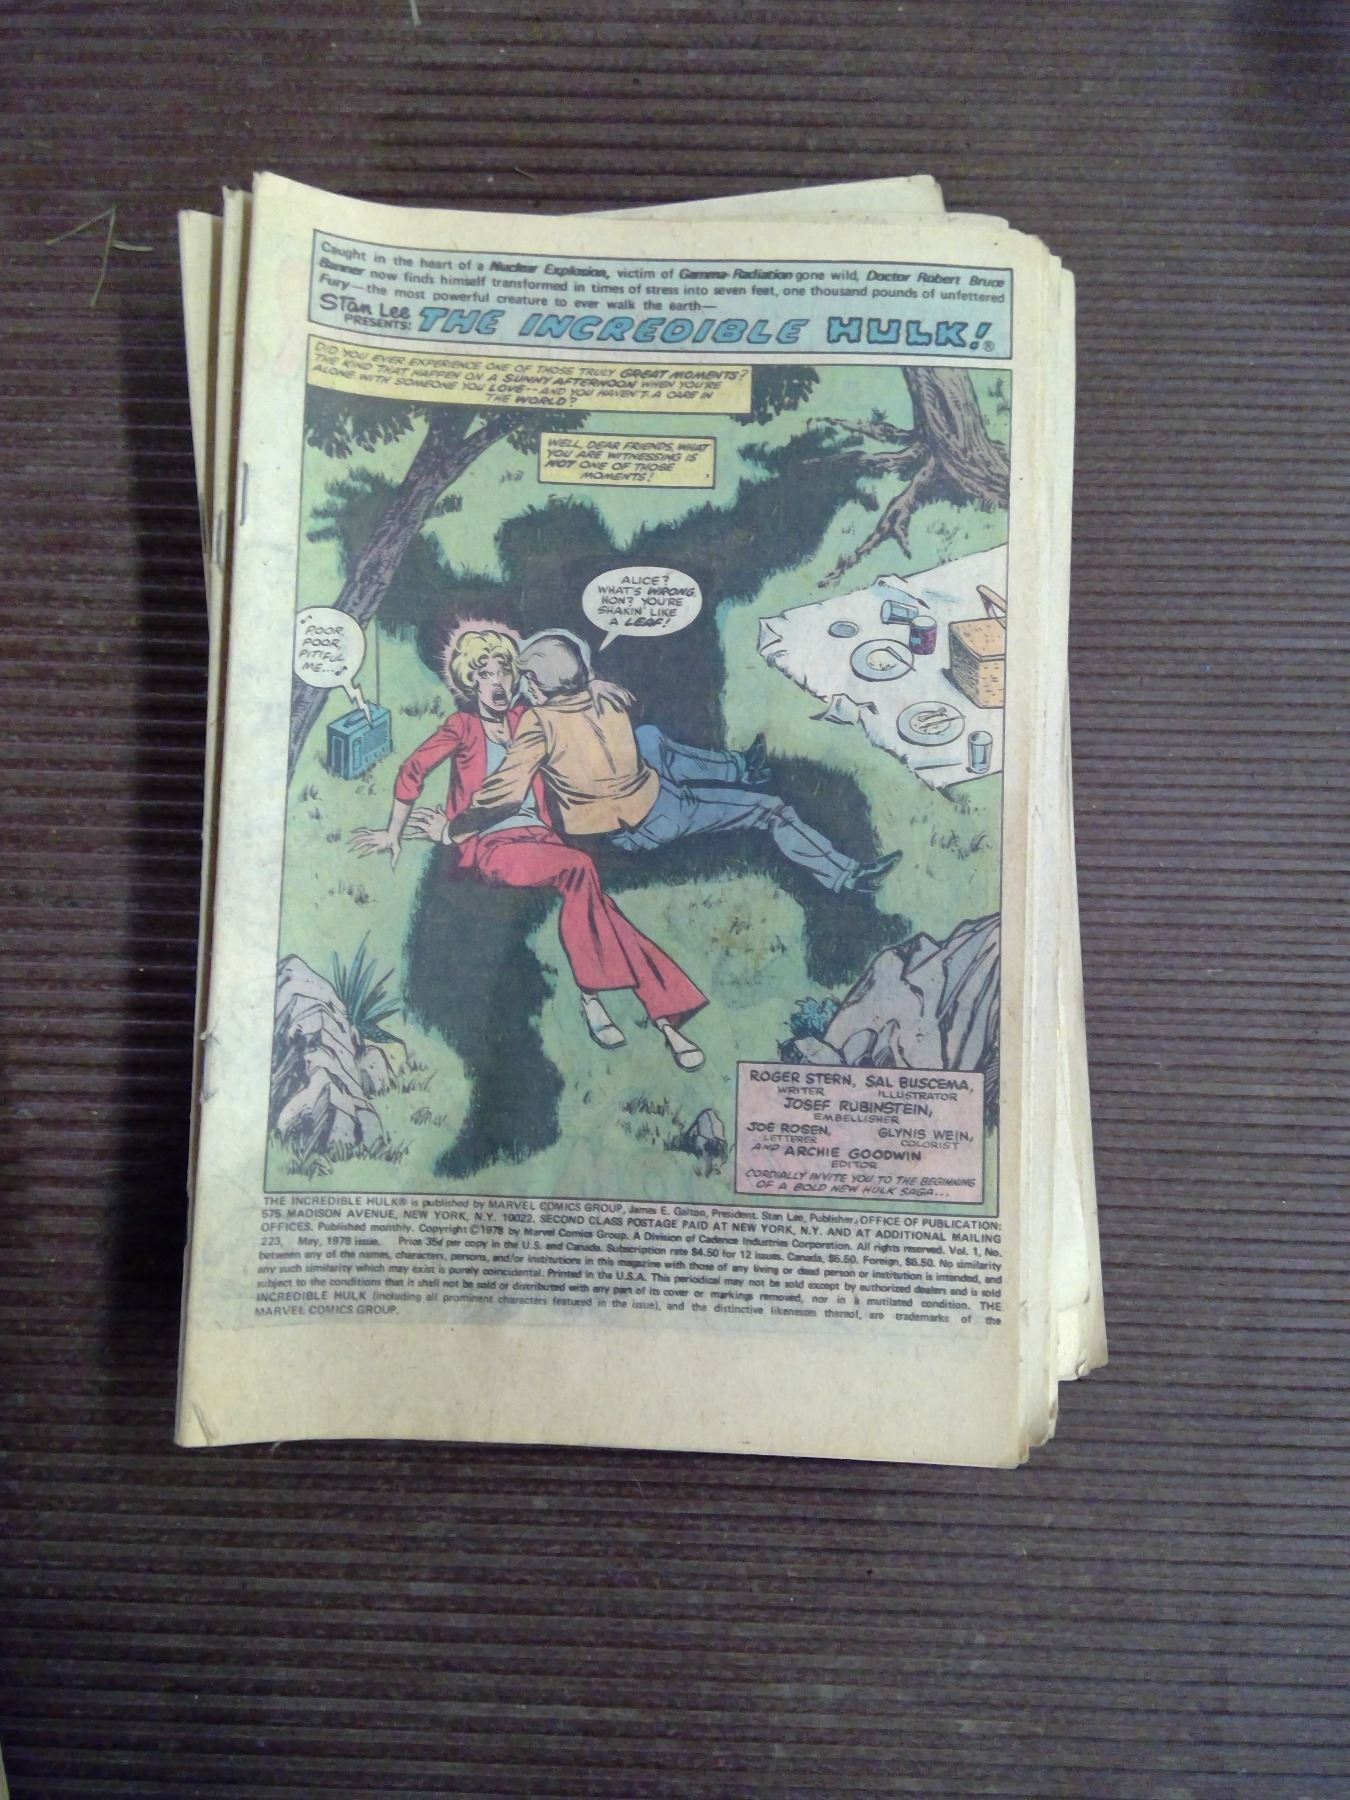 Caught in the heart of a Nuclear Explosion, victim of Gamma-Radiation gone wild, Doctor Robert Bruce
Banner now finds himself transformed in times of stress into seven feet, one thousand pounds of unfettered
Fury—the most powerful creature to ever walk the earth—
Stan Lee
PRESENTS: THE INCREDIBLE HULK!®
DID YOU EVER EXPERIENCE ONE OF THOSE TRULY GREAT MOMENTS?
THE KIND THAT HAPPEN ON A SUNNY AFTERNOON WHEN YOU'RE
ALONE WITH SOMEONE YOU LOVE--AND YOU HAVEN'T A CARE IN
THE WORLD?
WELL, DEAR FRIENDS, WHAT
YOU ARE WITNESSING IS
NOT ONE OF THOSE
MOMENTS!
ALICE?
WHAT'S WRONG,
HON? YOU'RE
SHAKIN' LIKE
A LEAF!
♪ POOR,
POOR,
PITIFUL
ME...♪
ROGER STERN, SAL BUSCEMA,
WRITER ILLUSTRATOR
JOSEF RUBINSTEIN,
EMBELLISHER
JOE ROSEN, GLYNIS WEIN,
LETTERER COLORIST
AND ARCHIE GOODWIN
EDITOR
CORDIALLY INVITE YOU TO THE BEGINNING
OF A BOLD NEW HULK SAGA...
THE INCREDIBLE HULK® is published by MARVEL COMICS GROUP, James E. Galton, President. Stan Lee, Publisher, OFFICE OF PUBLICATION:
575 MADISON AVENUE, NEW YORK, N.Y. 10022, SECOND CLASS POSTAGE PAID AT NEW YORK, N.Y. AND AT ADDITIONAL MAILING
OFFICES. Published monthly. Copyright ©1978 by Marvel Comics Group. A Division of Cadence Industries Corporation. All rights reserved. Vol. 1, No.
223, May, 1978 issue. Price 35¢ per copy in the U.S. and Canada. Subscription rate $4.50 for 12 issues. Canada, $5.50. Foreign, $6.50. No similarity
between any of the names, characters, persons, and/or institutions in this magazine with those of any living or dead person or institution is intended, and
any such similarity which may exist is purely coincidental. Printed in the U.S.A. This periodical may not be sold except by authorized dealers and is sold
subject to the conditions that it shall not be sold or distributed with any part of its cover or markings removed, nor in a mutilated condition. THE
INCREDIBLE HULK (including all prominent characters featured in the issue), and the distinctive likenesses thereof, are trademarks of the
MARVEL COMICS GROUP.